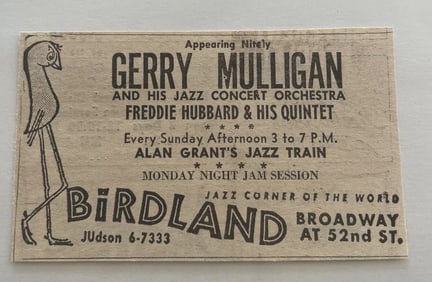 Appearing Nitely
GERRY MULLIGAN
AND HIS JAZZ CONCERT ORCHESTRA
FREDDIE HUBBARD & HIS QUINTET
* * * *
Every Sunday Afternoon 3 to 7 P.M.
ALAN GRANT'S JAZZ TRAIN
* * * * *
MONDAY NIGHT JAM SESSION
JAZZ CORNER OF THE WORLD
BiRDLAND
BROADWAY
AT 52nd ST.
JUdson 6-7333